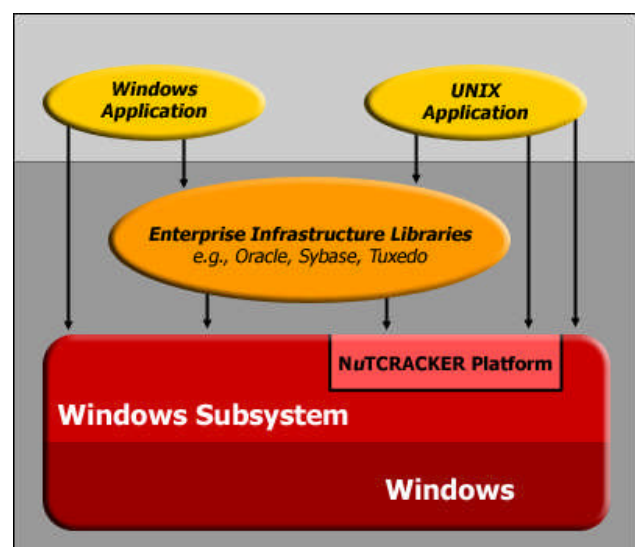 Windows
Application
UNIX
Application
Enterprise Infrastructure Libraries
e.g., Oracle, Sybase, Tuxedo
NuTCRACKER Platform
Windows Subsystem
Windows